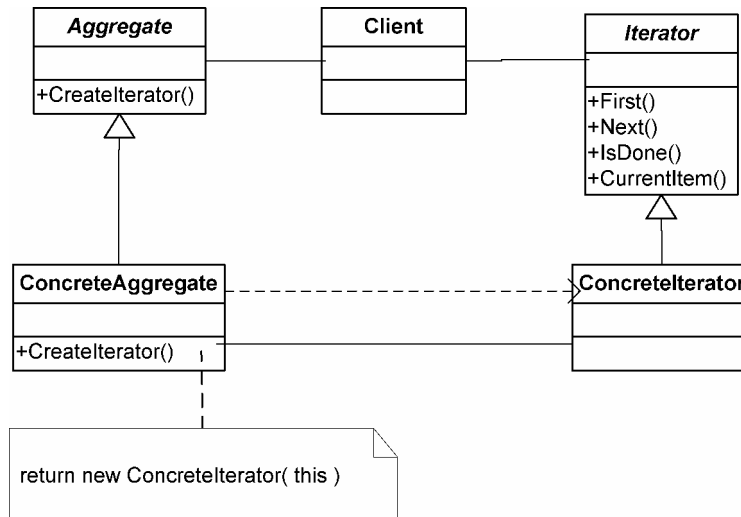 Aggregate
+CreateIterator()
Client
Iterator
+First()
+Next()
+IsDone()
+CurrentItem()
ConcreteAggregate
+CreateIterator()
ConcreteIterator
return new ConcreteIterator( this )